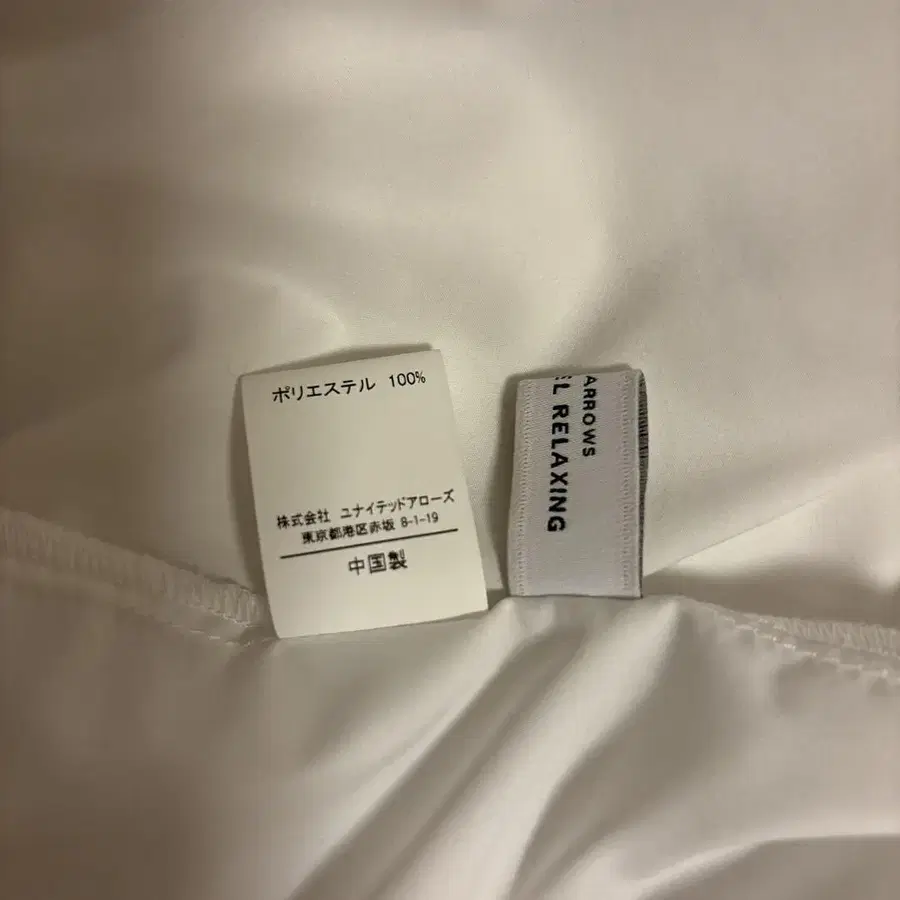 ポリエステル 100%
株式会社 ユナイテッドアローズ
東京都港区赤坂 8-1-19
中国製
ARROWS
RELAXING